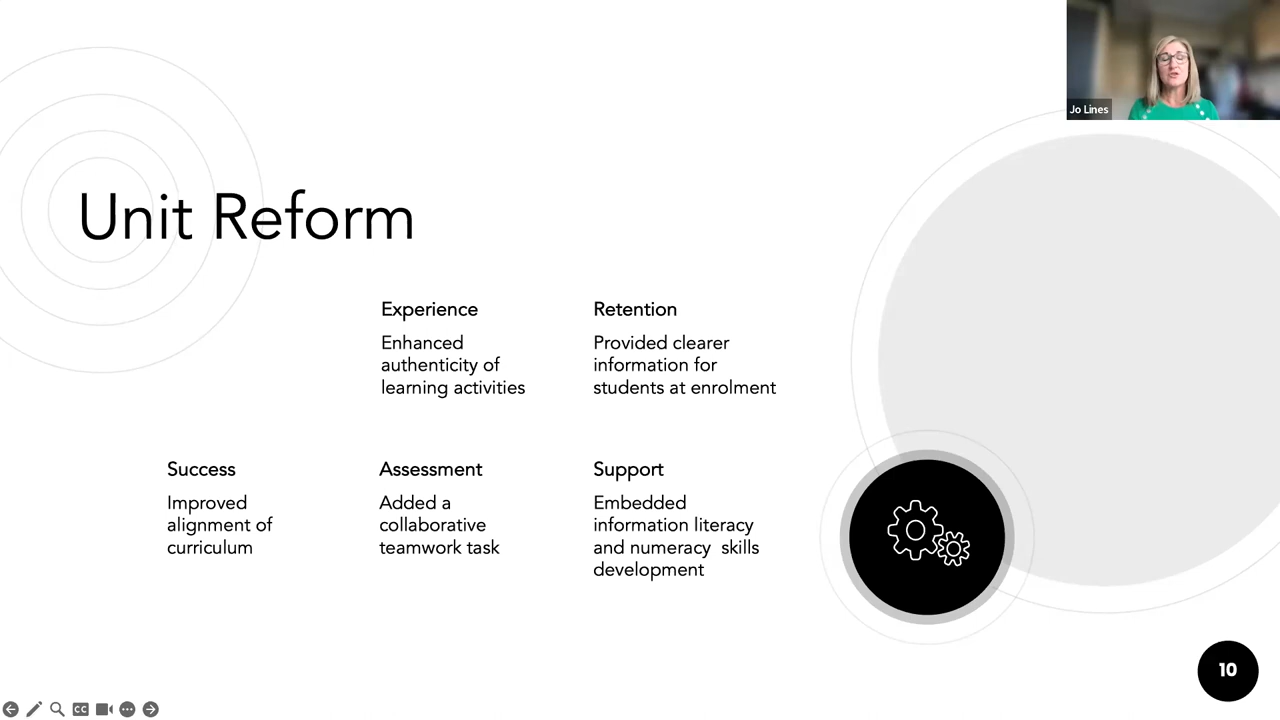 Jo Lines
Unit Reform
Experience
Enhanced
authenticity of
learning activities
Retention
Provided clearer
information for
students at enrolment
Success
Improved
alignment of
curriculum
Assessment
Added a
collaborative
teamwork task
Support
Embedded
information literacy
and numeracy  skills
development
10
CC